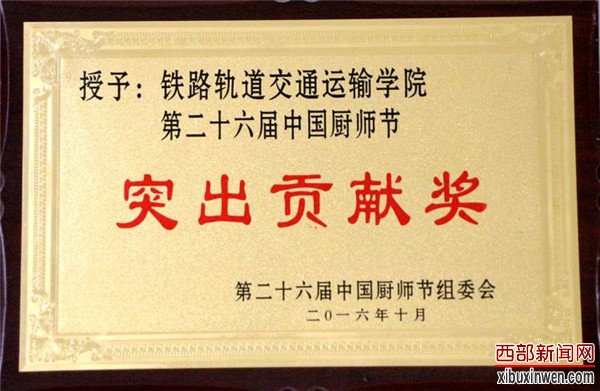 授予：铁路轨道交通运输学院
第二十六届中国厨师节
突出贡献奖
第二十六届中国厨师节组委会
二〇一六年十月
西部新闻网
xibuxinwen.com